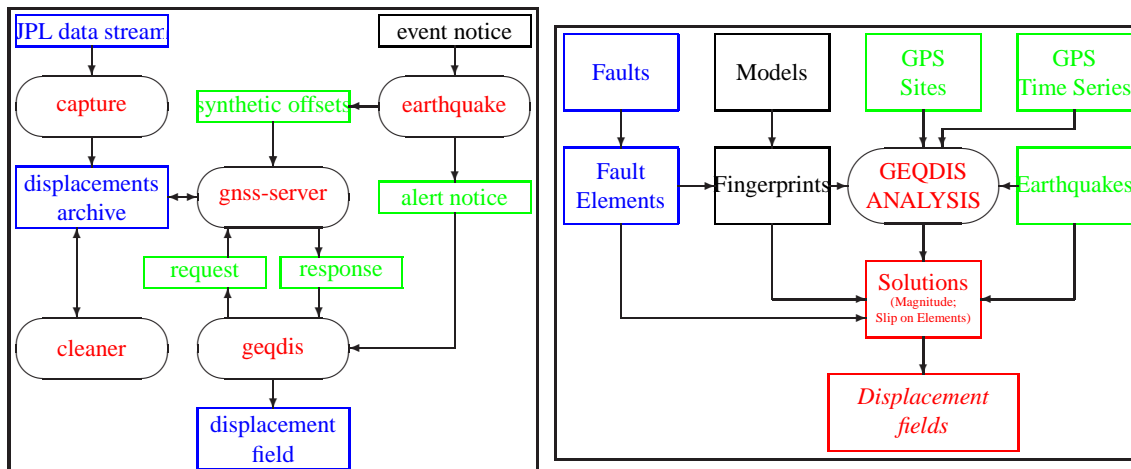 JPL data stream
event notice
capture
synthetic offsets
earthquake
displacements
archive
gnss-server
alert notice
request
response
cleaner
geqdis
displacement
field
Faults
Models
GPS
Sites
GPS
Time Series
Fault
Elements
Fingerprints
GEQDIS
ANALYSIS
Earthquakes
Solutions
(Magnitude;
Slip on Elements)
Displacement
fields